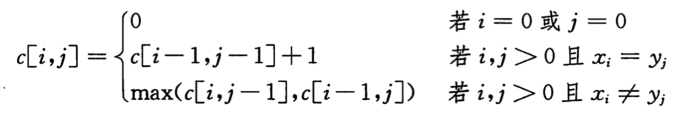 0 若 i = 0 或 j = 0
c[i,j] = { c[i−1,j−1]+1 若 i,j > 0 且 xᵢ = yⱼ
max(c[i,j−1],c[i−1,j]) 若 i,j > 0 且 xᵢ ≠ yⱼ